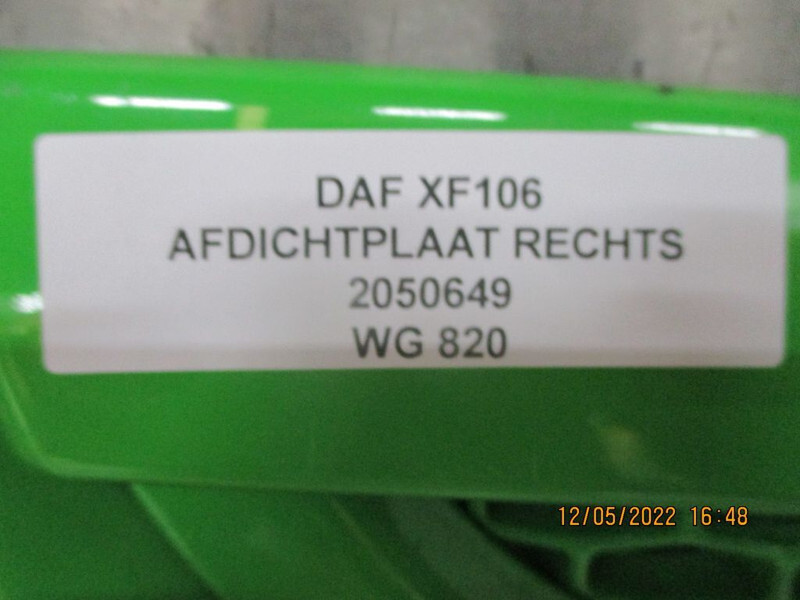 DAF XF106
AFDICHTPLAAT RECHTS
2050649
WG 820
12/05/2022 16:48